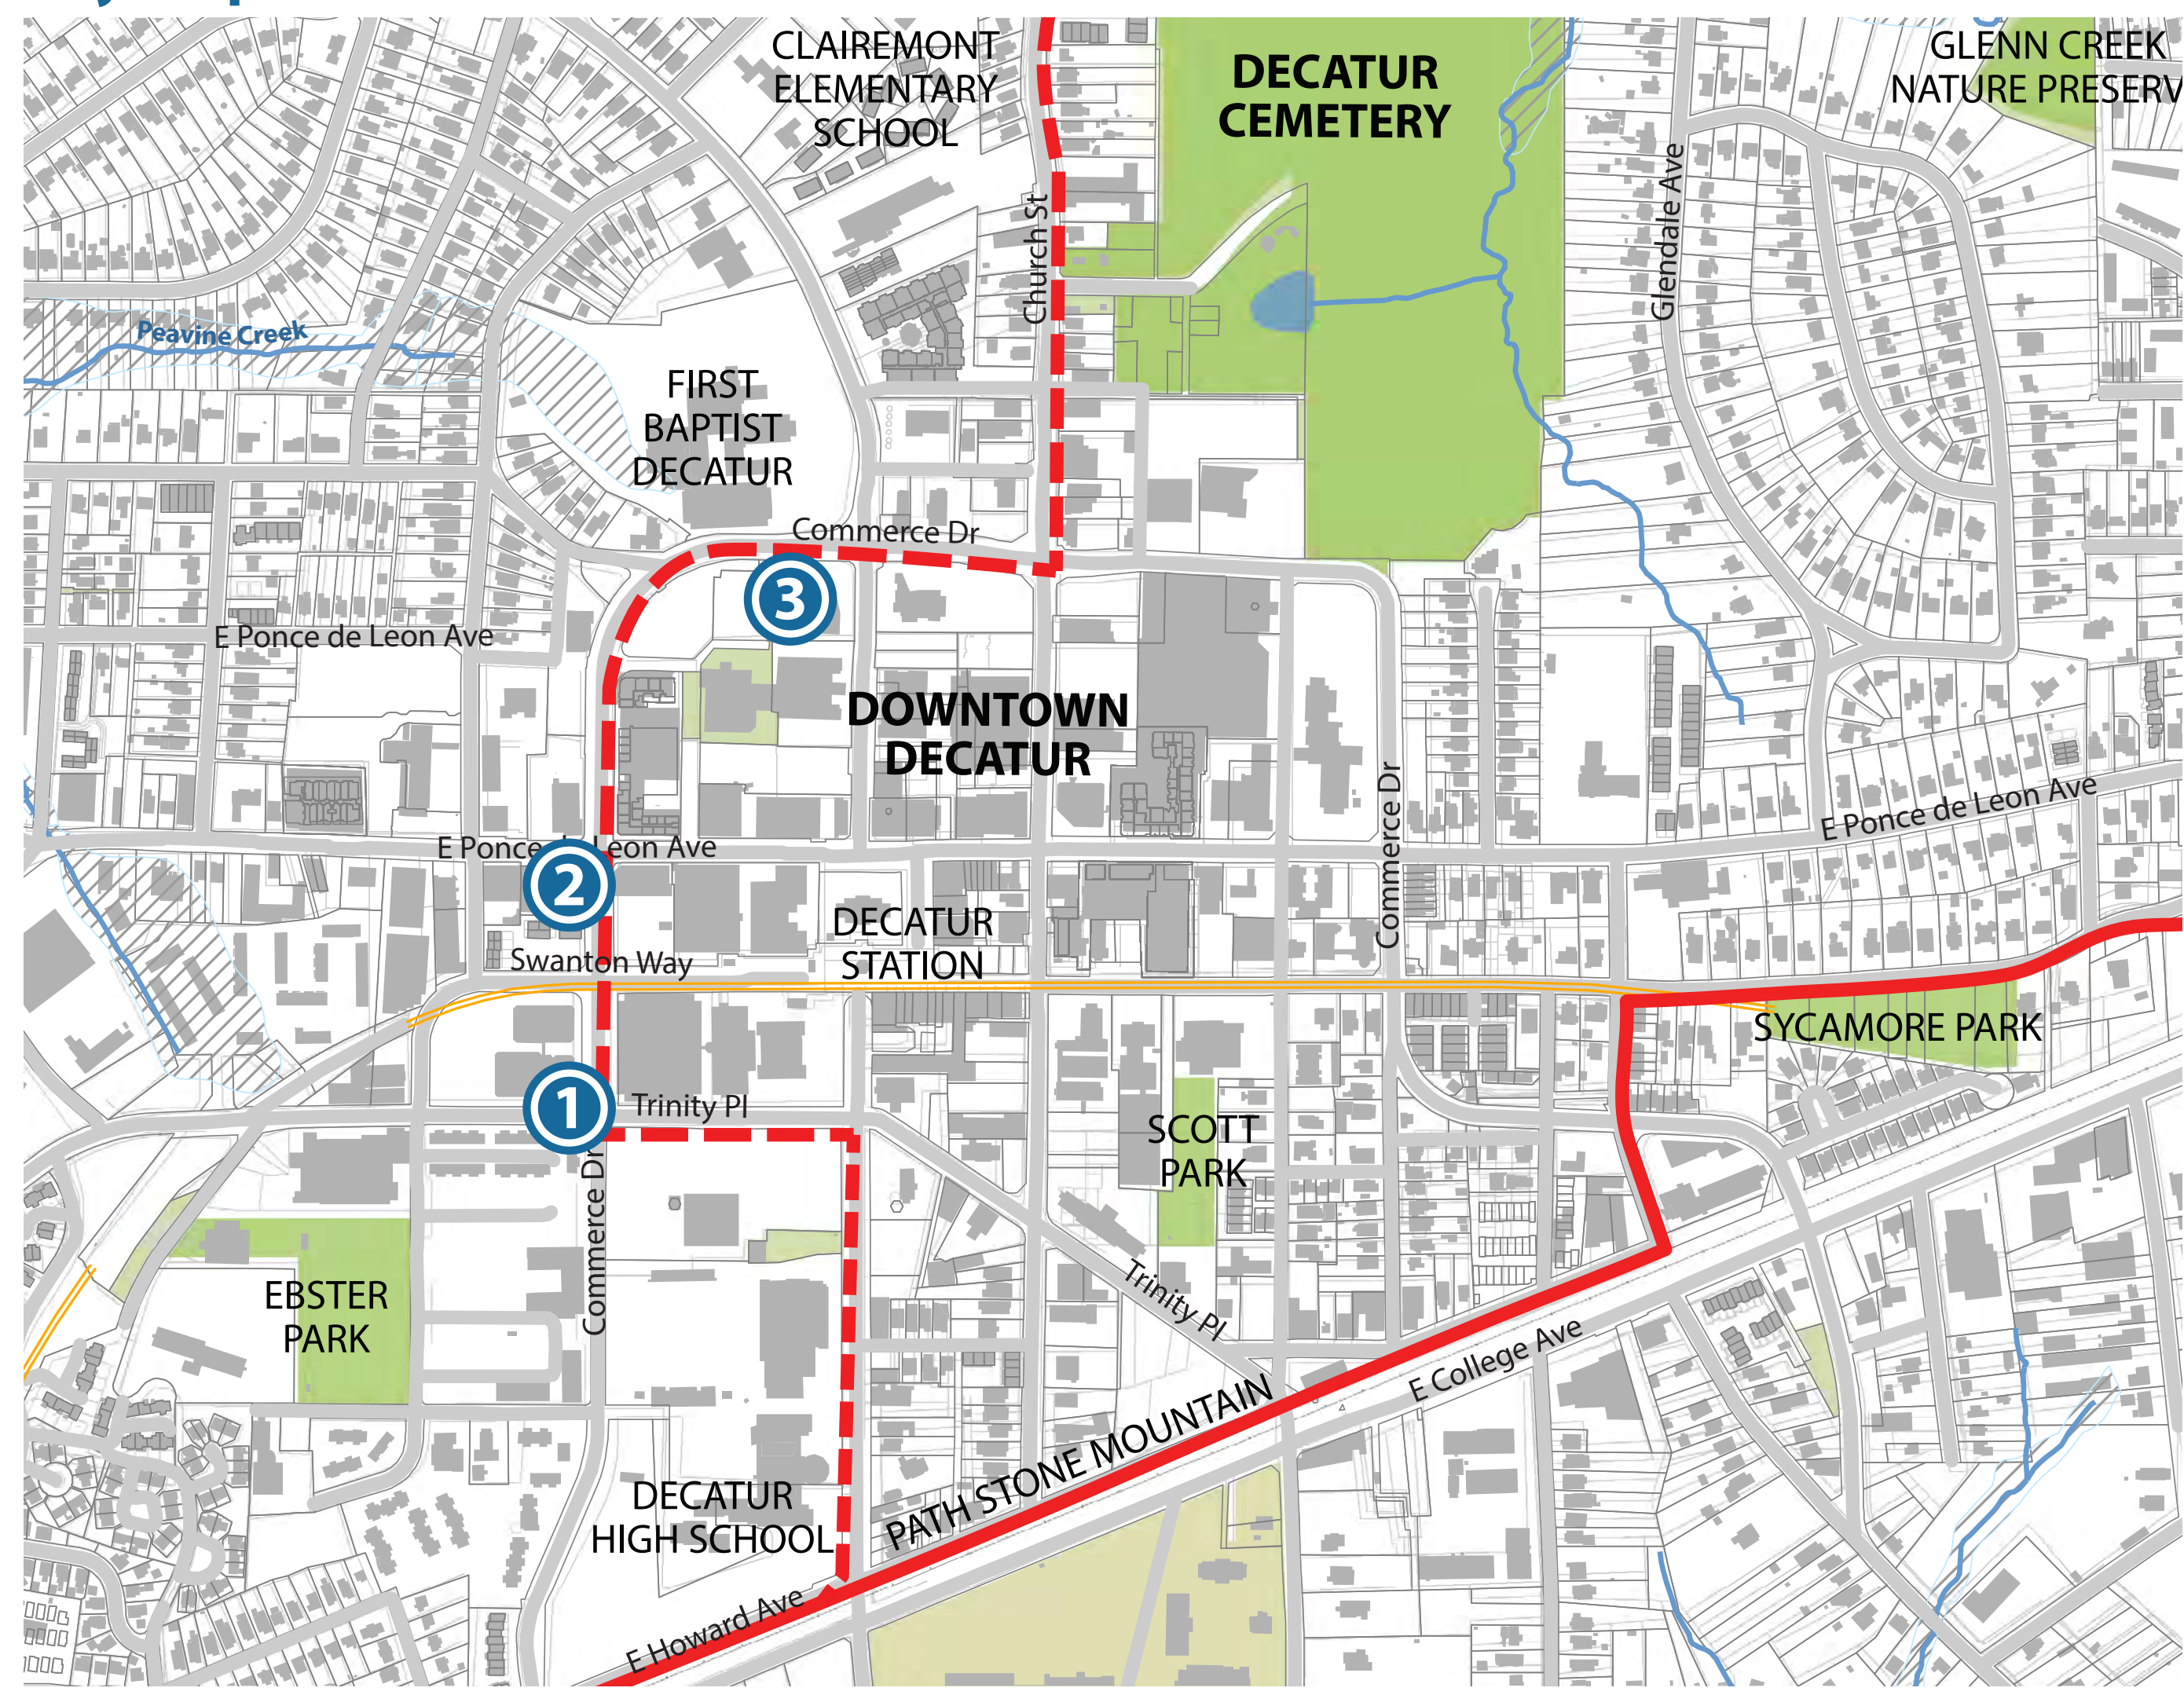 CLAIREMONT
ELEMENTARY
SCHOOL
DECATUR
CEMETERY
GLENN CREEK
NATURE PRESERV
Church St
Glendale Ave
Peavine Creek
FIRST
BAPTIST
DECATUR
Commerce Dr
3
E Ponce de Leon Ave
DOWNTOWN
DECATUR
Commerce Dr
E Ponce de Leon Ave
E Ponce Leon Ave
2
DECATUR
STATION
Swanton Way
SYCAMORE PARK
1
Trinity Pl
SCOTT
PARK
Commerce Dr
Trinity Pl
EBSTER
PARK
E College Ave
PATH STONE MOUNTAIN
DECATUR
HIGH SCHOOL
E Howard Ave